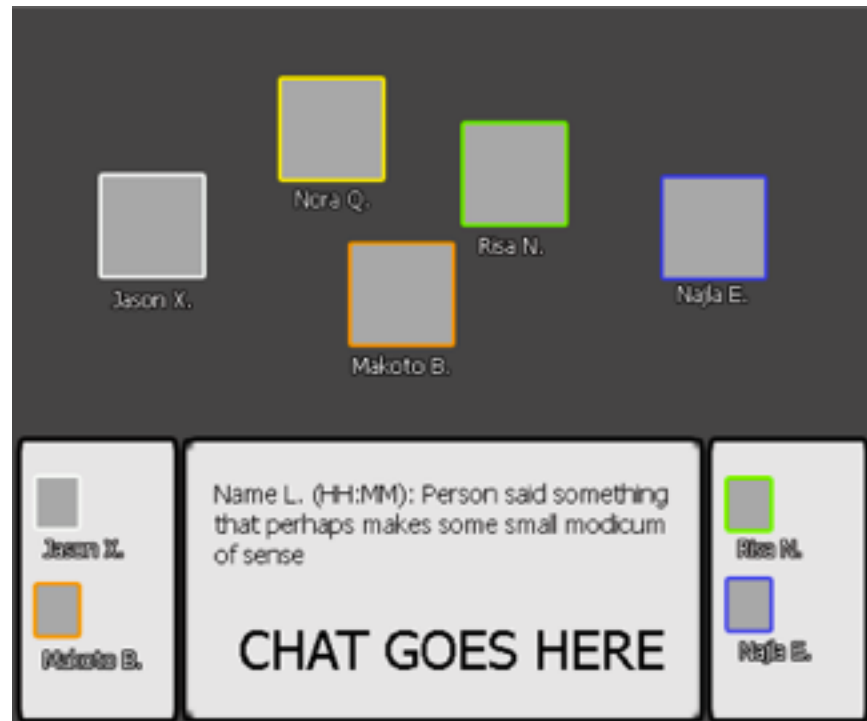 Nora Q.
Risa N.
Jason X.
Najla E.
Makoto B.
Jason X.
Makoto B.
Name L. (HH:MM): Person said something
that perhaps makes some small modicum
of sense
CHAT GOES HERE
Risa N.
Najla E.